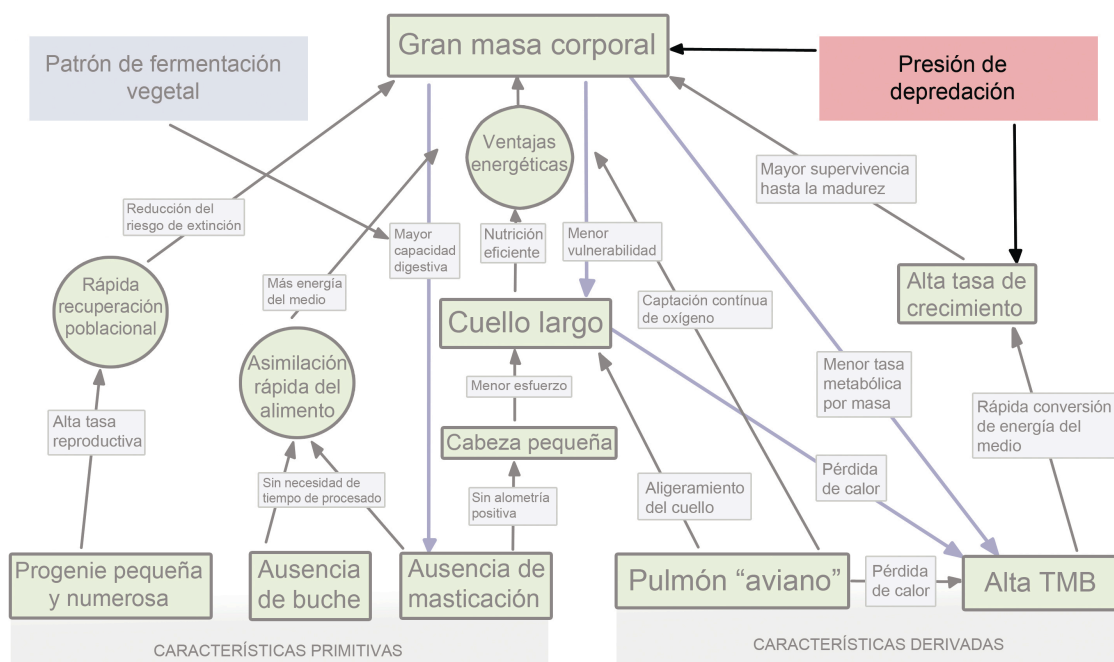 Gran masa corporal
Patrón de fermentación
vegetal
Presión de
depredación
Ventajas
energéticas
Mayor supervivencia
hasta la madurez
Reducción del
riesgo de extinción
Mayor
capacidad
digestiva
Nutrición
eficiente
Menor
vulnerabilidad
Rápida
recuperación
poblacional
Más energía
del medio
Captación contínua
de oxígeno
Alta tasa de
crecimiento
Cuello largo
Asimilación
rápida del
alimento
Menor esfuerzo
Menor tasa
metabólica
por masa
Alta tasa
reproductiva
Rápida conversión
de energía del
medio
Cabeza pequeña
Sin necesidad de
tiempo de procesado
Sin alometría
positiva
Aligeramiento
del cuello
Pérdida
de calor
Progenie pequeña
y numerosa
Ausencia
de buche
Ausencia de
masticación
Pulmón “aviano”
Pérdida
de calor
Alta TMB
CARACTERÍSTICAS PRIMITIVAS
CARACTERÍSTICAS DERIVADAS